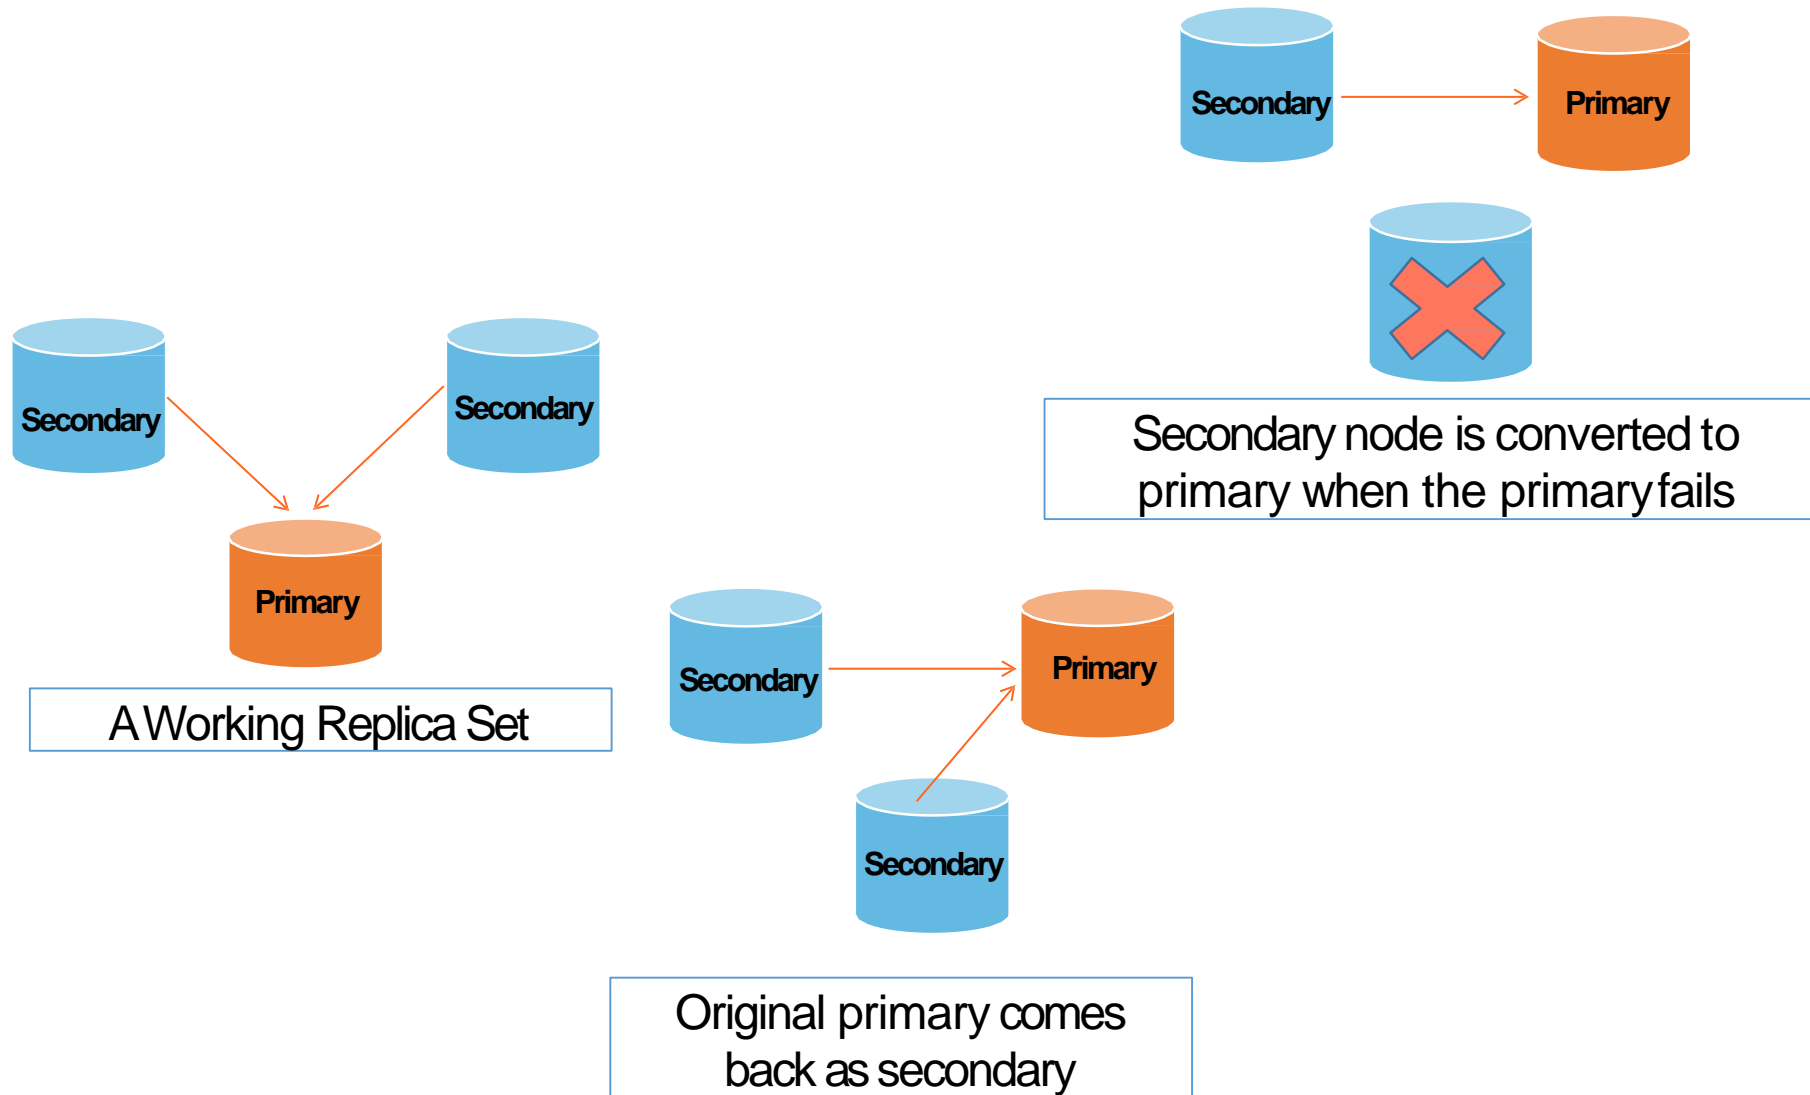 Secondary
Secondary
Primary
A Working Replica Set
Secondary
Primary
Secondary node is converted to
primary when the primary fails
Secondary
Primary
Secondary
Original primary comes
back as secondary